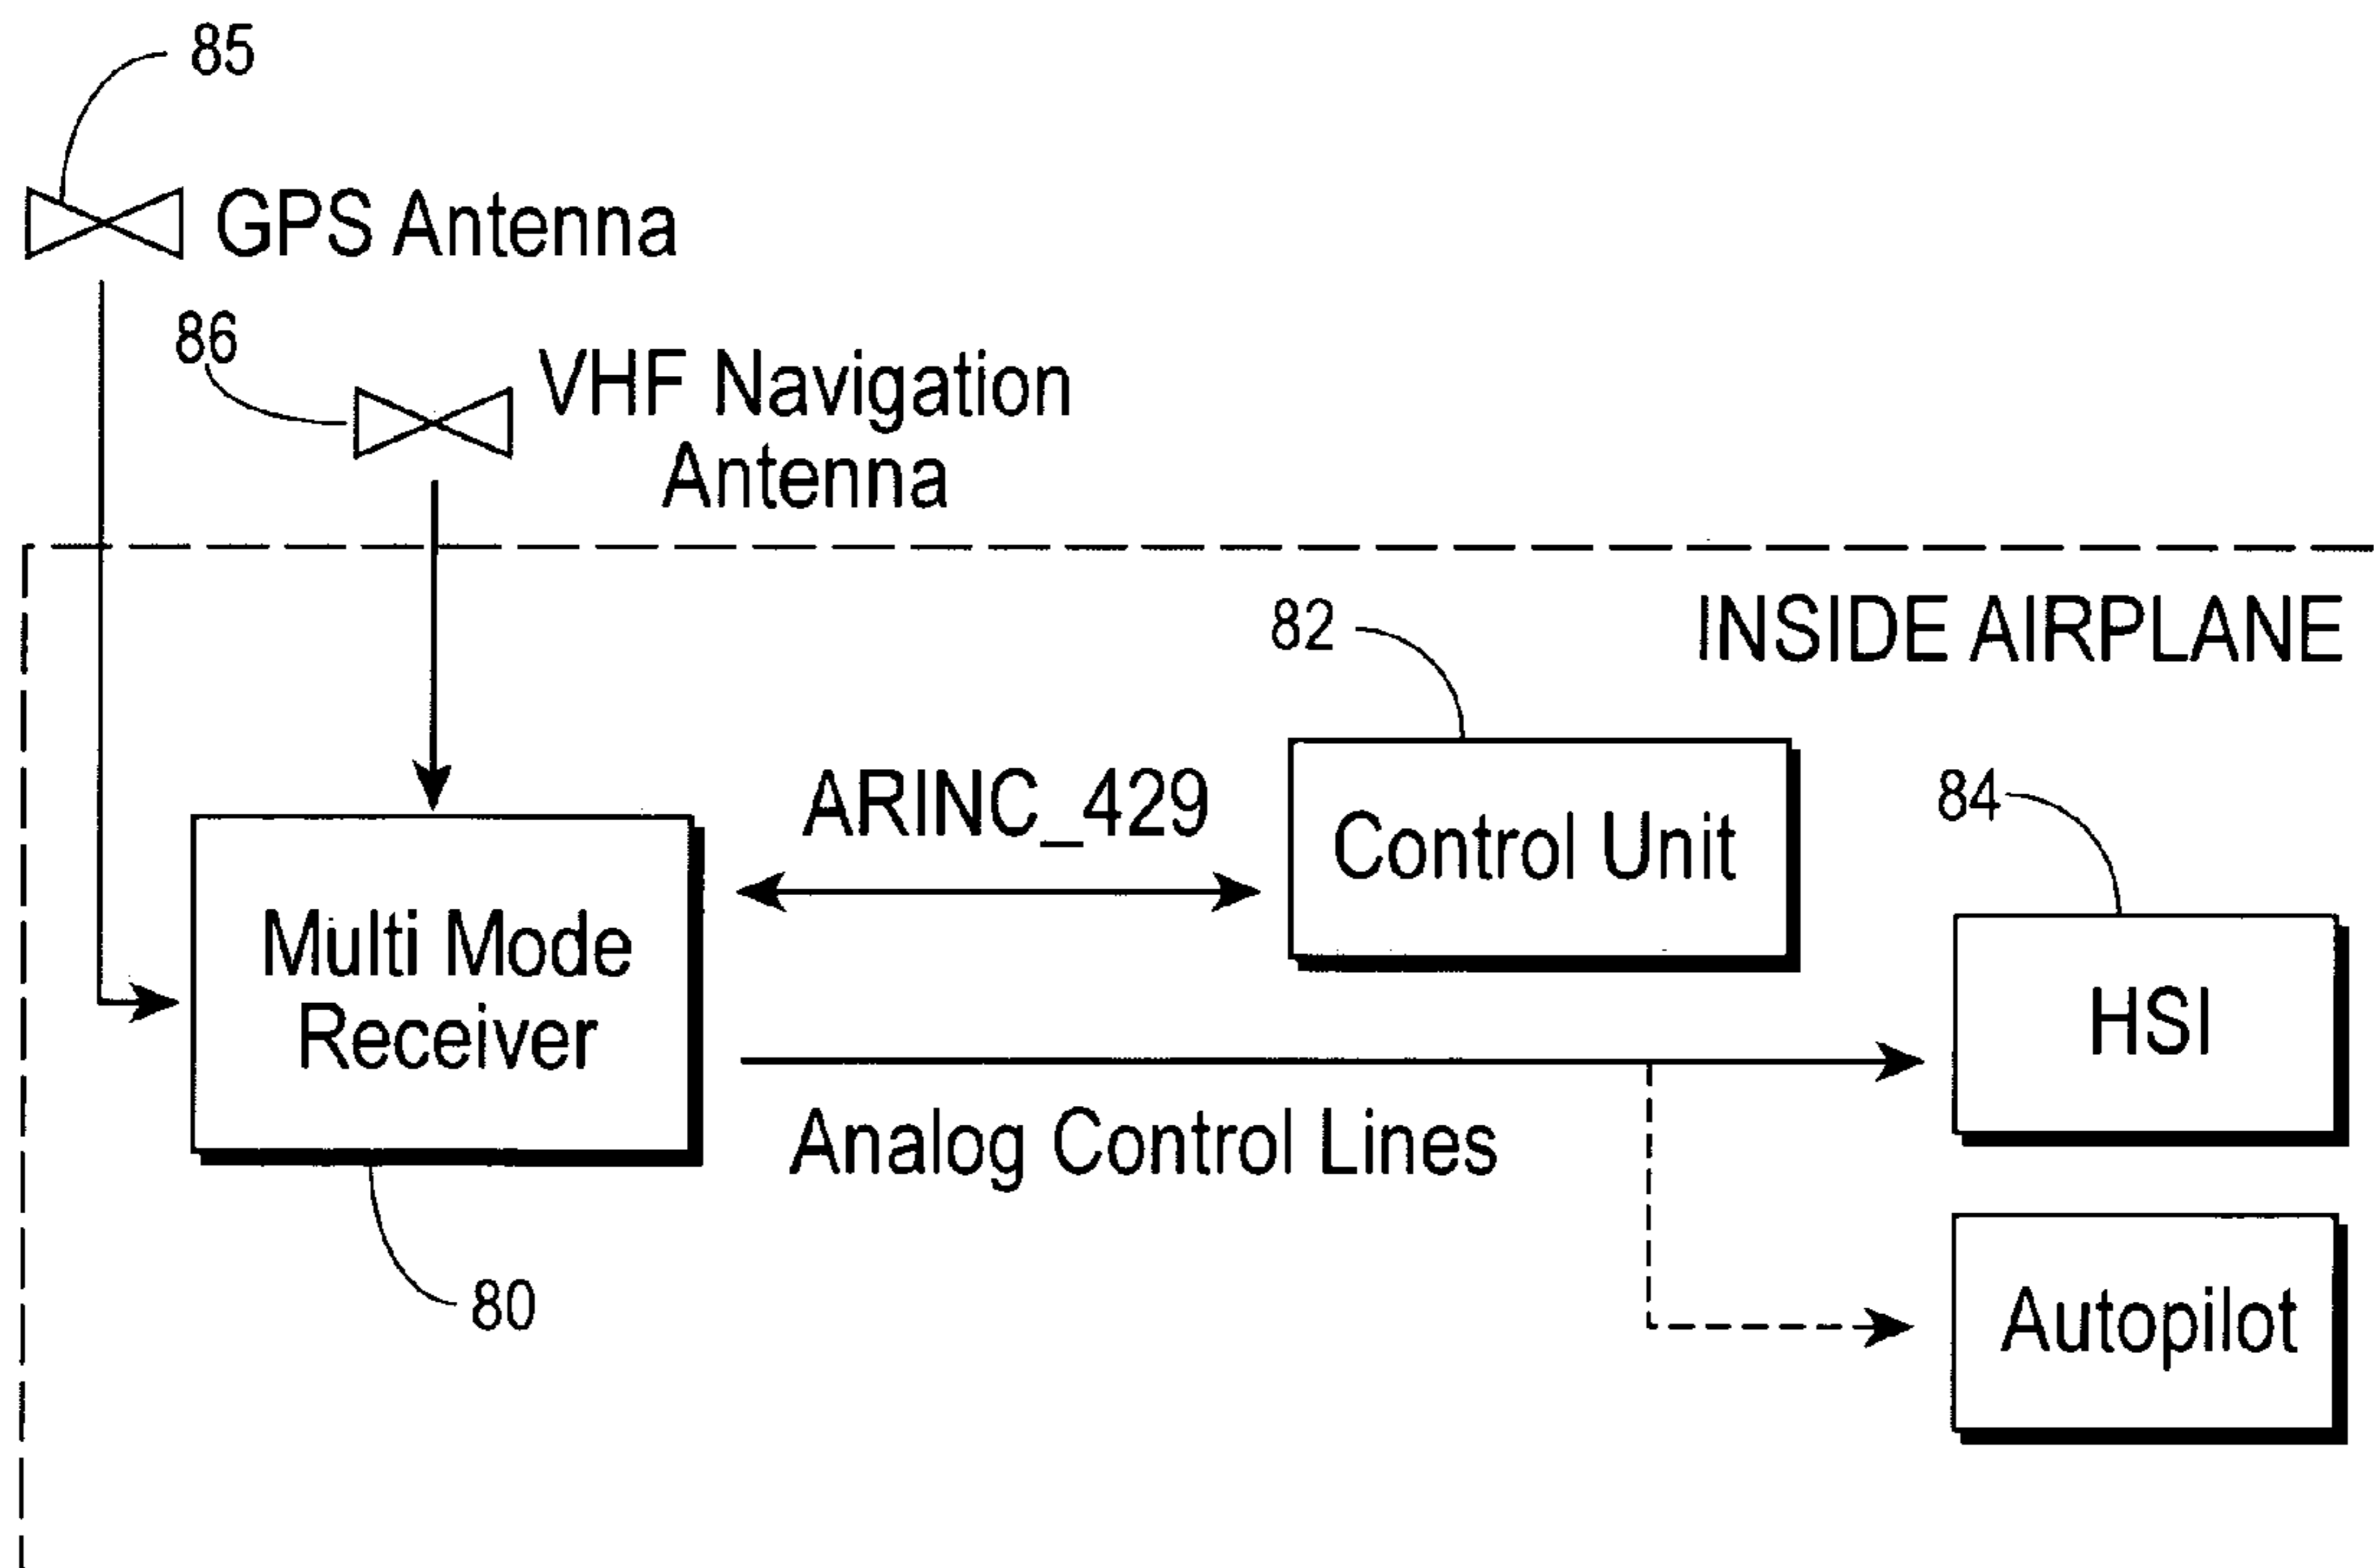 85
GPS Antenna
86
VHF Navigation
Antenna
INSIDE AIRPLANE
82
ARINC_429
Control Unit
84
Multi Mode
Receiver
HSI
Analog Control Lines
80
Autopilot